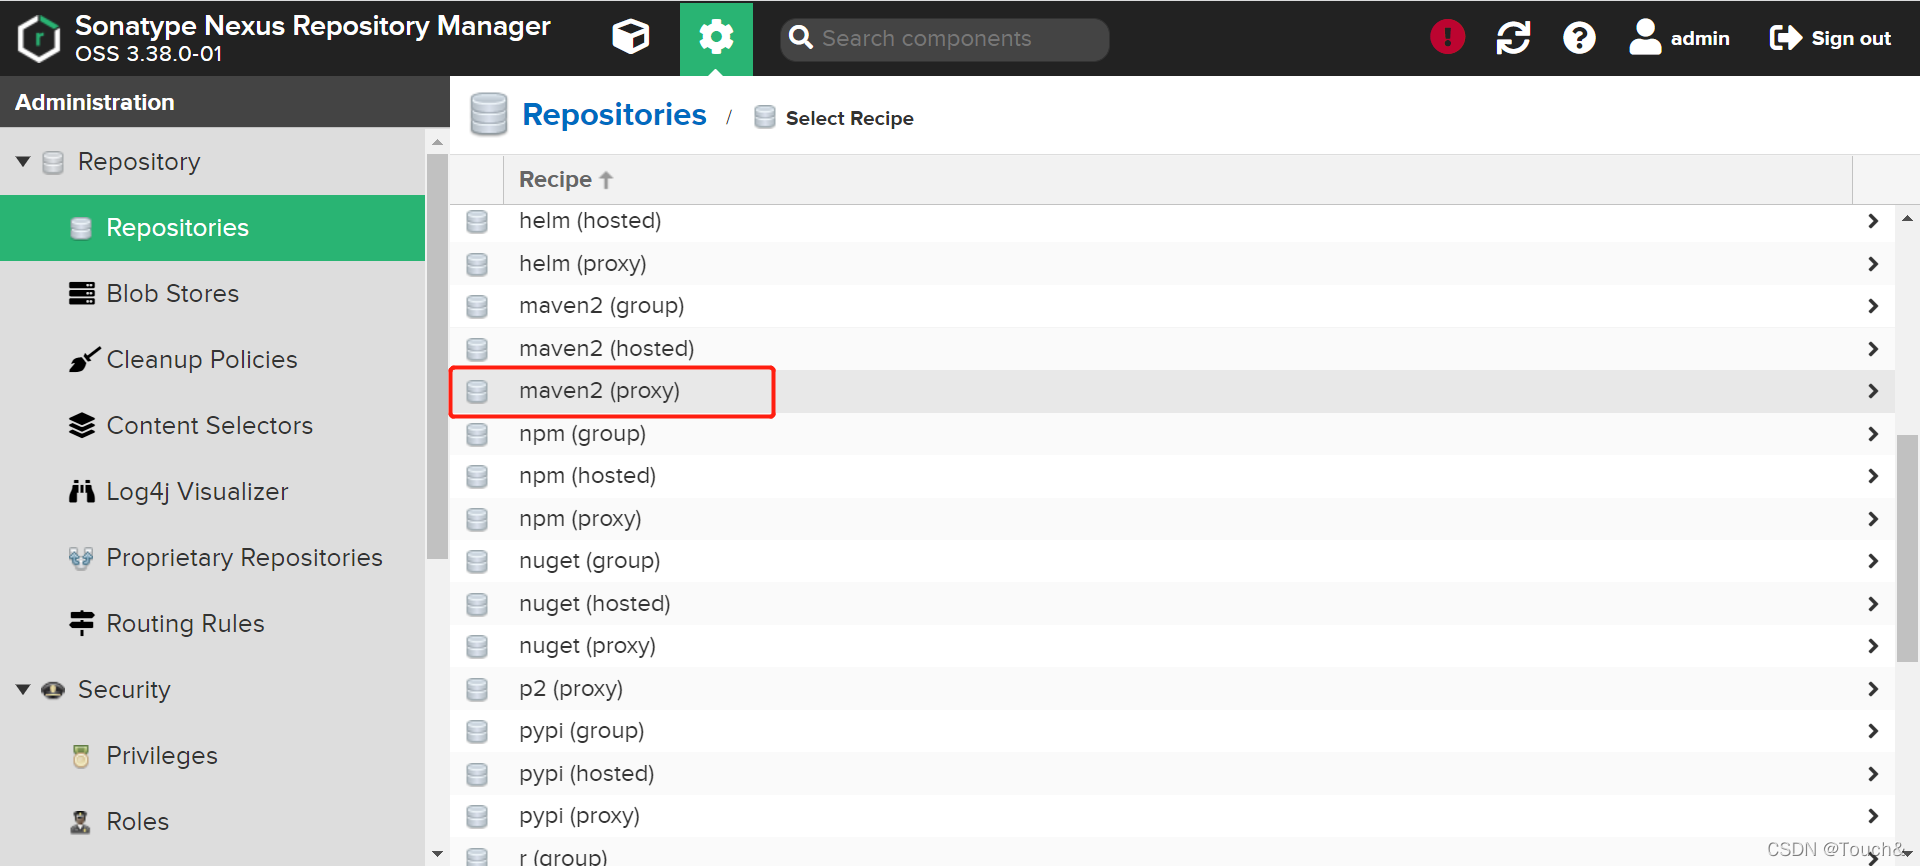 Sonatype Nexus Repository Manager
OSS 3.38.0-01
Search components
admin
Sign out
Administration
Repository
Repositories
Blob Stores
Cleanup Policies
Content Selectors
Log4j Visualizer
Proprietary Repositories
Routing Rules
Security
Privileges
Roles
Repositories / Select Recipe
Recipe
helm (hosted)
helm (proxy)
maven2 (group)
maven2 (hosted)
maven2 (proxy)
npm (group)
npm (hosted)
npm (proxy)
nuget (group)
nuget (hosted)
nuget (proxy)
p2 (proxy)
pypi (group)
pypi (hosted)
pypi (proxy)
r (group)
CSDN @Touch&